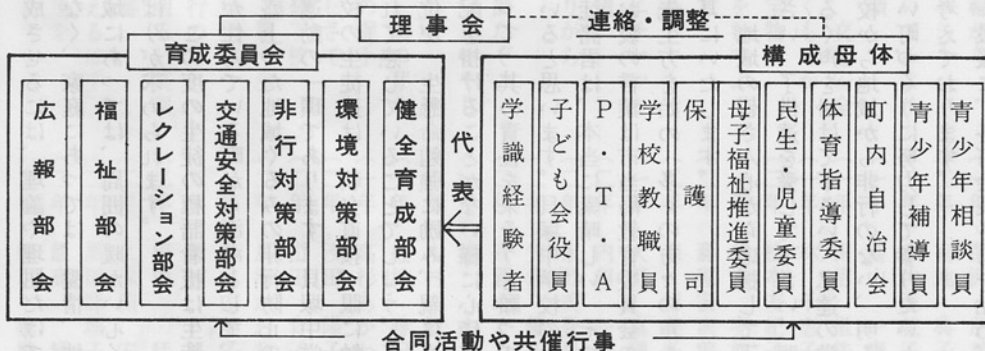 理事会
連絡・調整
育成委員会
構成母体
青少年相談員
青少年補導員
町内自治会
体育指導委員
民生・児童委員
母子福祉推進委員
保護司
学校教職員
P・T・A
子ども会役員
学識経験者
代表
健全育成部会
環境対策部会
非行対策部会
交通安全対策部会
レクレーション部会
福祉部会
広報部会
合同活動や共催行事